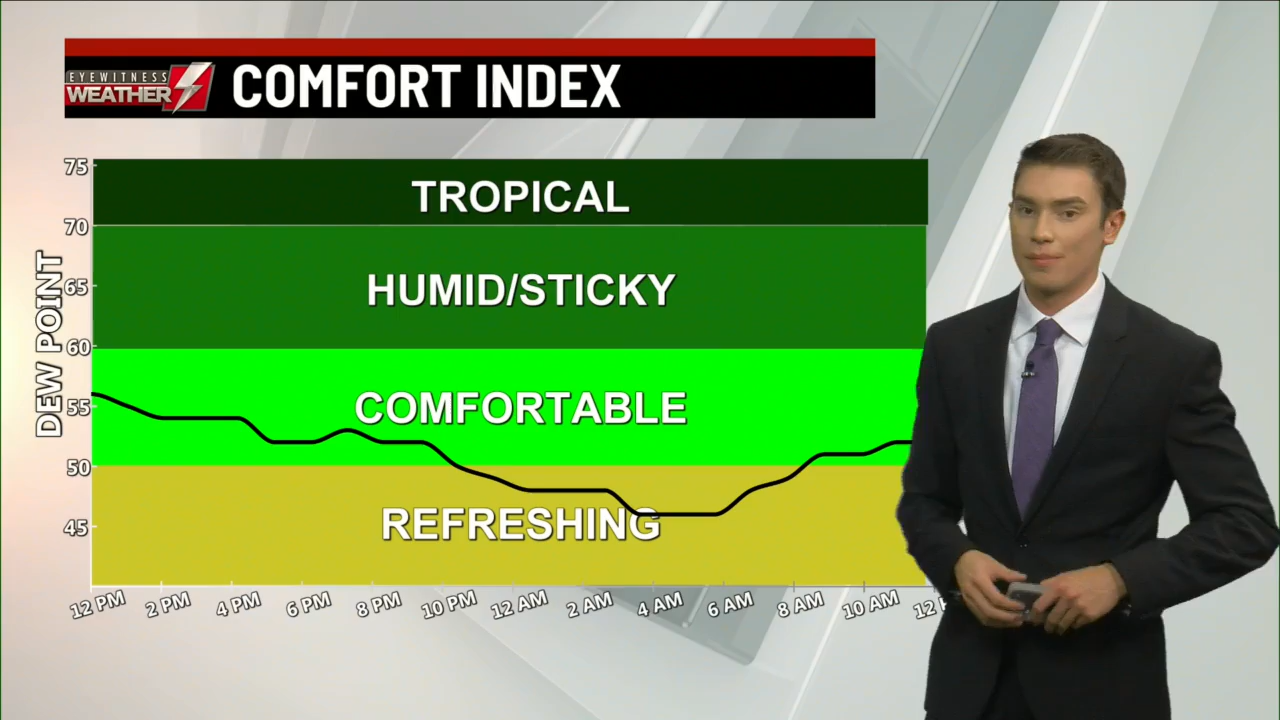 EYEWITNESS
WEATHER
COMFORT INDEX
DEW POINT
75
70
65
60
55
50
45
TROPICAL
HUMID/STICKY
COMFORTABLE
REFRESHING
12 PM
2 PM
4 PM
6 PM
8 PM
10 PM
12 AM
2 AM
4 AM
6 AM
8 AM
10 AM
12